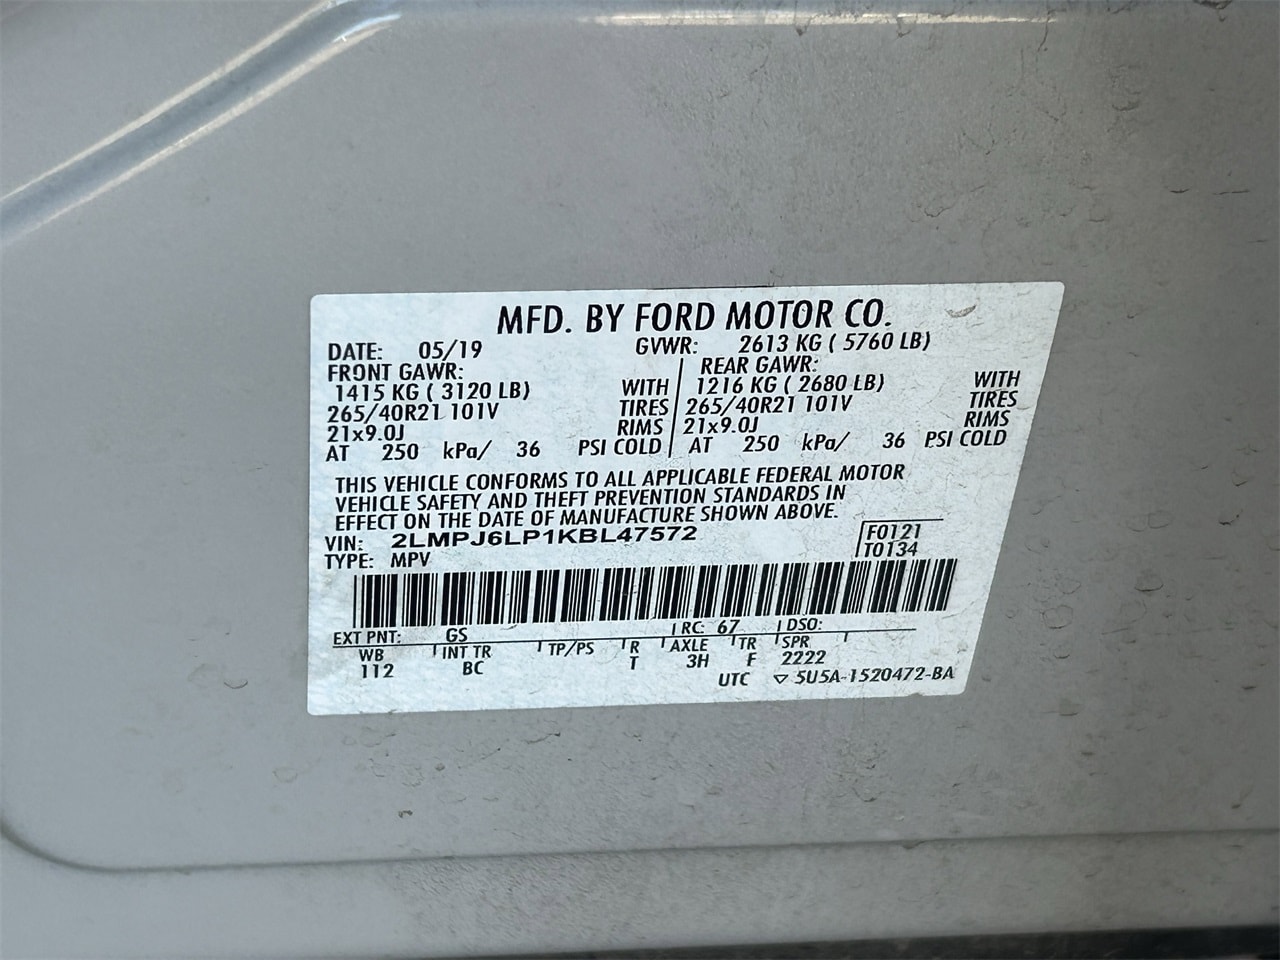 MFD. BY FORD MOTOR CO.
DATE: 05/19 GVWR: 2613 KG ( 5760 LB)
FRONT GAWR: REAR GAWR:
1415 KG ( 3120 LB) WITH 1216 KG ( 2680 LB) WITH
265/40R21 101V TIRES 265/40R21 101V TIRES
21x9.0J RIMS 21x9.0J RIMS
AT 250 kPa/ 36 PSI COLD AT 250 kPa/ 36 PSI COLD
THIS VEHICLE CONFORMS TO ALL APPLICABLE FEDERAL MOTOR
VEHICLE SAFETY AND THEFT PREVENTION STANDARDS IN
EFFECT ON THE DATE OF MANUFACTURE SHOWN ABOVE.
VIN: 2LMPJ6LP1KBL47572 F0121
TYPE: MPV T0134
EXT PNT: GS RC: 67 DSO:
WB INT TR TP/PS R AXLE TR SPR
112 BC T 3H F 2222
UTC ▽ 5U5A-1520472-BA